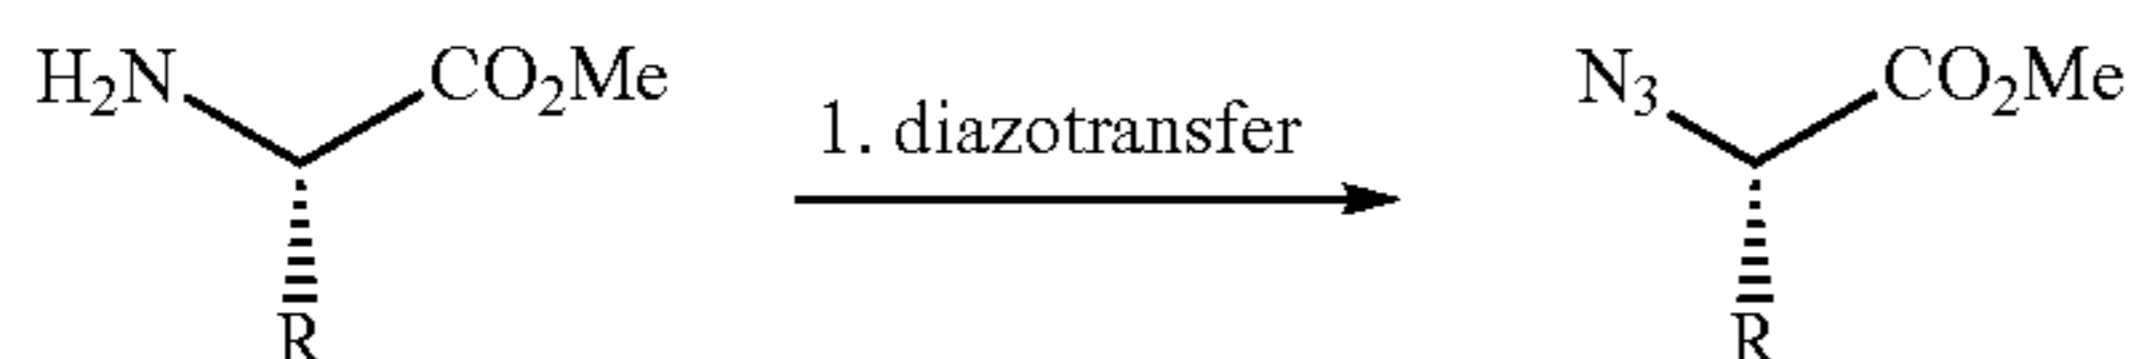 H₂N CO₂Me 1. diazotransfer N₃ CO₂Me
R R